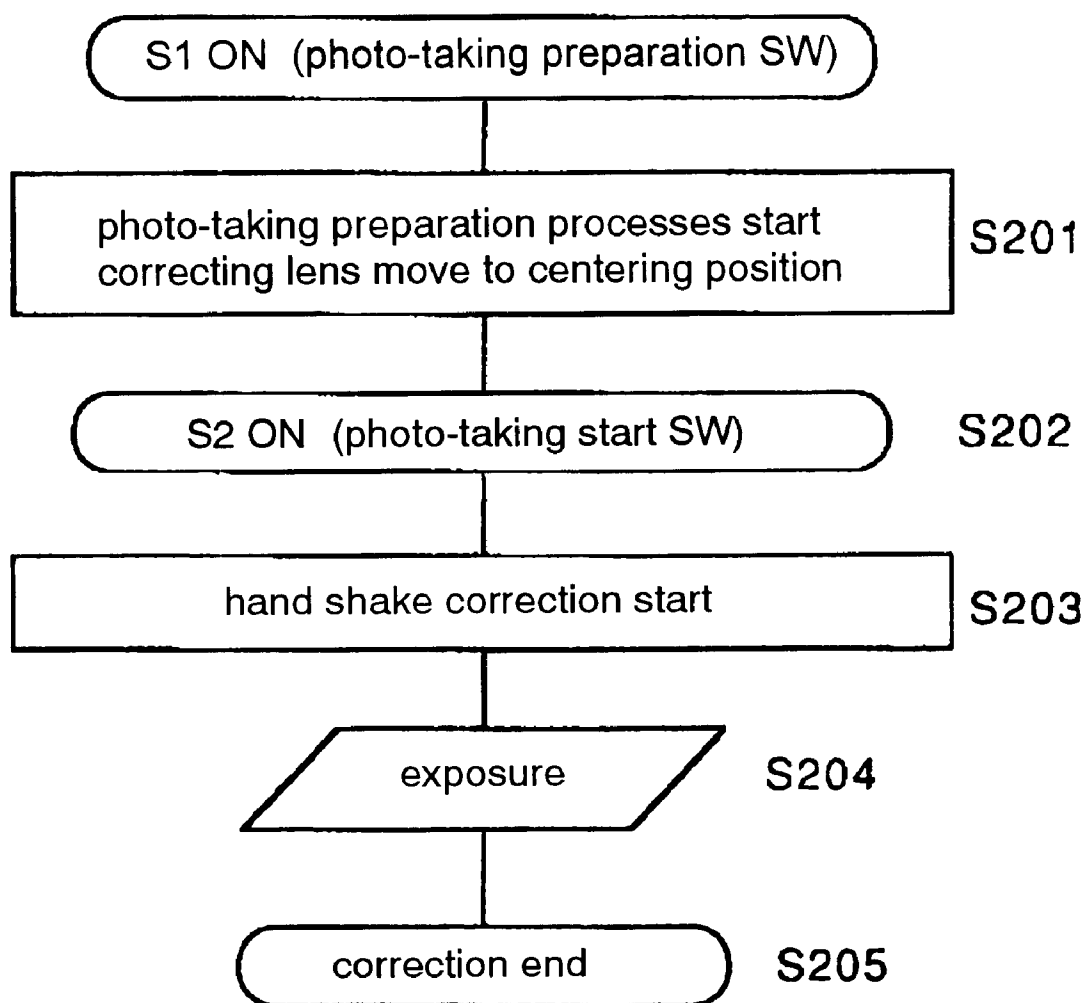 S1 ON (photo-taking preparation SW)
photo-taking preparation processes start
correcting lens move to centering position
S201
S2 ON (photo-taking start SW)
S202
hand shake correction start
S203
exposure
S204
correction end
S205